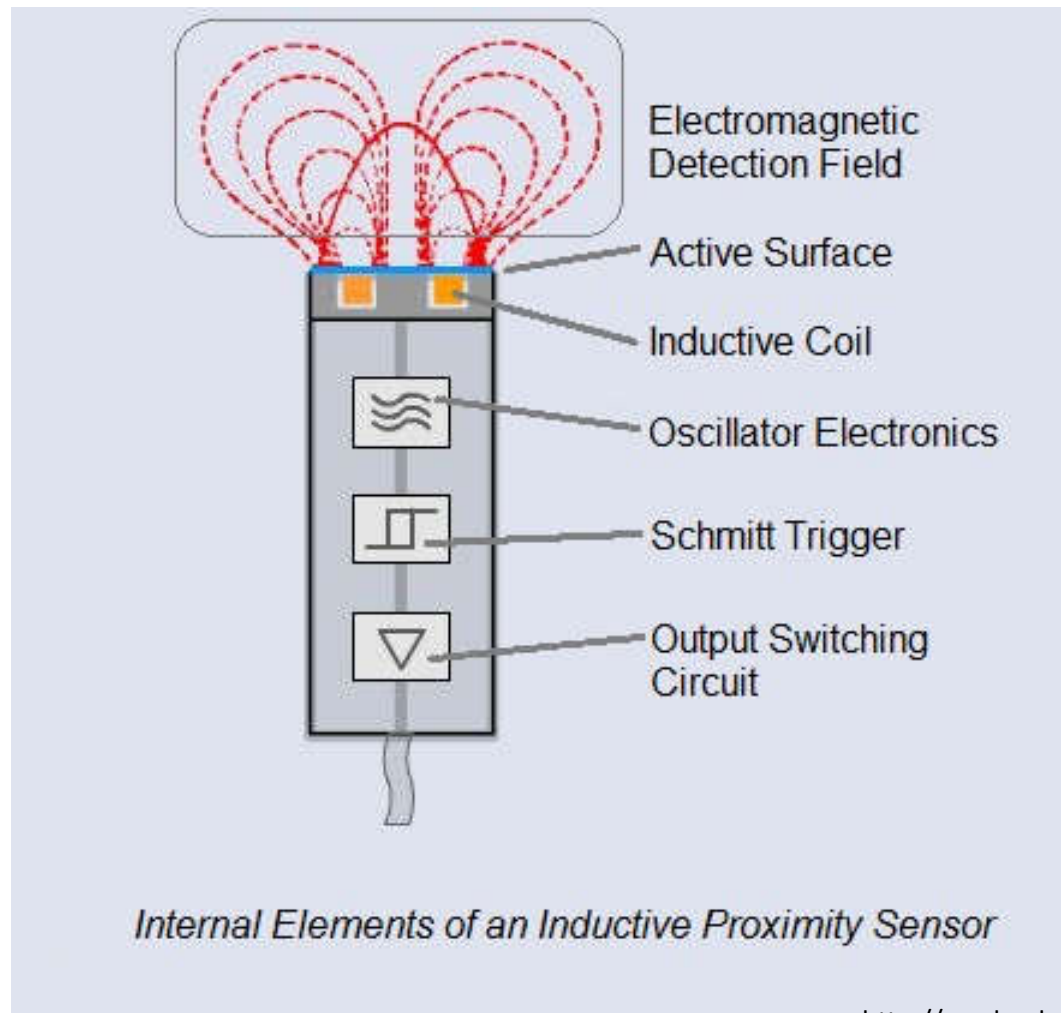 Electromagnetic
Detection Field
Active Surface
Inductive Coil
Oscillator Electronics
Schmitt Trigger
Output Switching
Circuit
Internal Elements of an Inductive Proximity Sensor